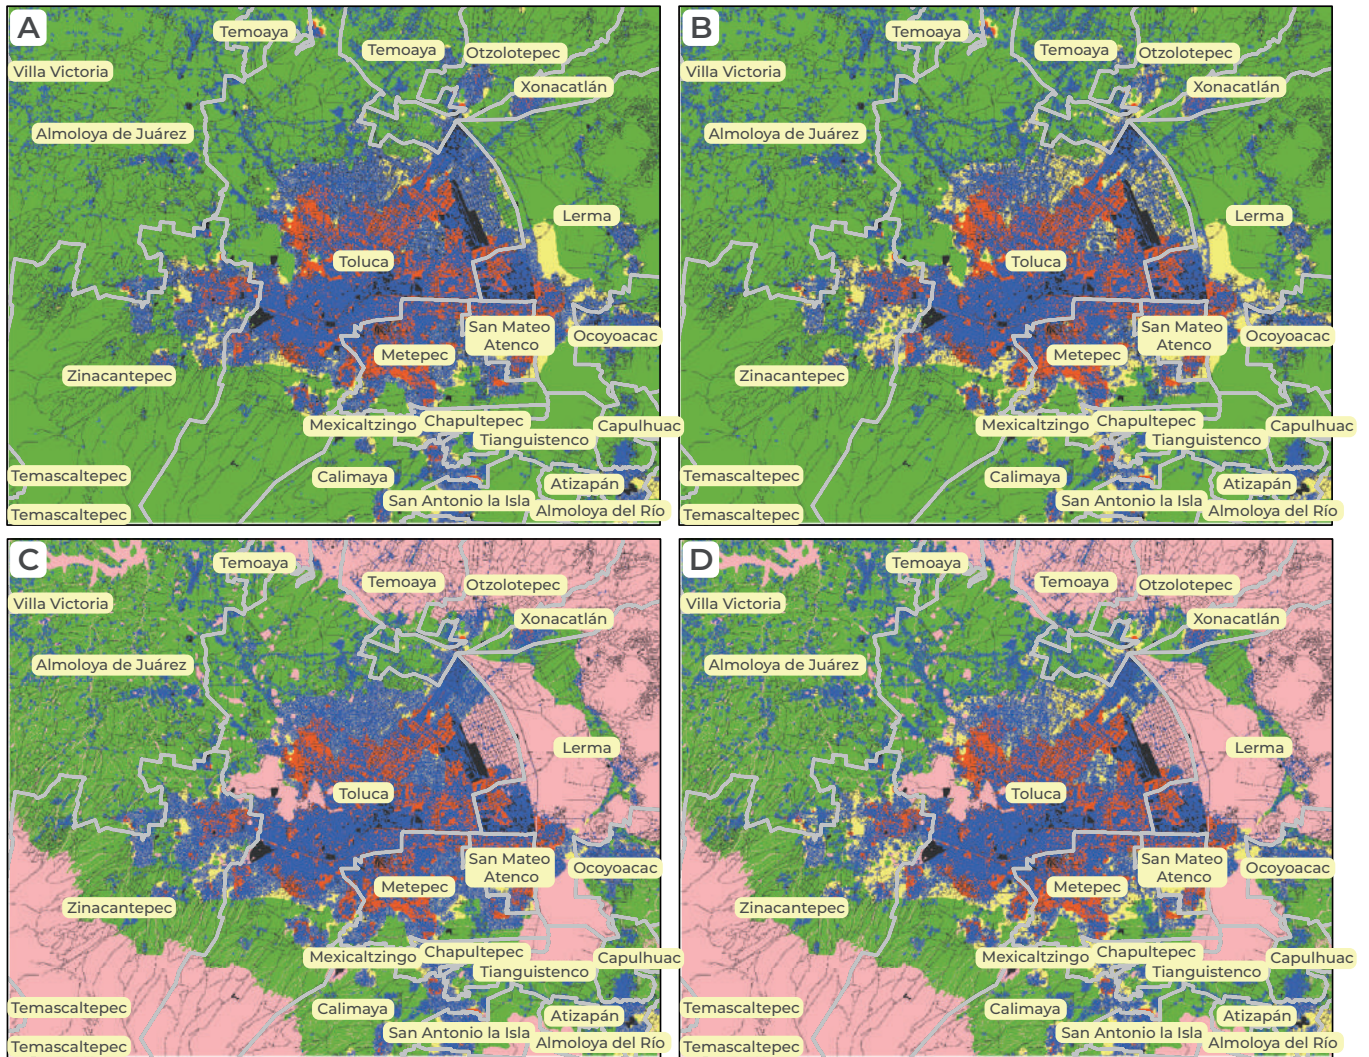 A
Temoaya
Temoaya
Otzolotepec
Villa Victoria
Xonacatlán
Almoloya de Juárez
Lerma
Toluca
San Mateo
Atenco
Ocoyoacac
Metepec
Zinacantepec
Mexicaltzingo
Chapultepec
Tianguistenco
Capulhuac
Temascaltepec
Calimaya
Atizapán
San Antonio la Isla
Almoloya del Río
Temascaltepec
B
Temoaya
Temoaya
Otzolotepec
Villa Victoria
Xonacatlán
Almoloya de Juárez
Lerma
Toluca
San Mateo
Atenco
Ocoyoacac
Metepec
Zinacantepec
Mexicaltzingo
Chapultepec
Tianguistenco
Capulhuac
Temascaltepec
Calimaya
Atizapán
San Antonio la Isla
Almoloya del Río
Temascaltepec
C
Temoaya
Temoaya
Otzolotepec
Villa Victoria
Xonacatlán
Almoloya de Juárez
Lerma
Toluca
San Mateo
Atenco
Ocoyoacac
Metepec
Zinacantepec
Mexicaltzingo
Chapultepec
Tianguistenco
Capulhuac
Temascaltepec
Calimaya
Atizapán
San Antonio la Isla
Almoloya del Río
Temascaltepec
D
Temoaya
Temoaya
Otzolotepec
Villa Victoria
Xonacatlán
Almoloya de Juárez
Lerma
Toluca
San Mateo
Atenco
Ocoyoacac
Metepec
Zinacantepec
Mexicaltzingo
Chapultepec
Tianguistenco
Capulhuac
Temascaltepec
Calimaya
Atizapán
San Antonio la Isla
Almoloya del Río
Temascaltepec